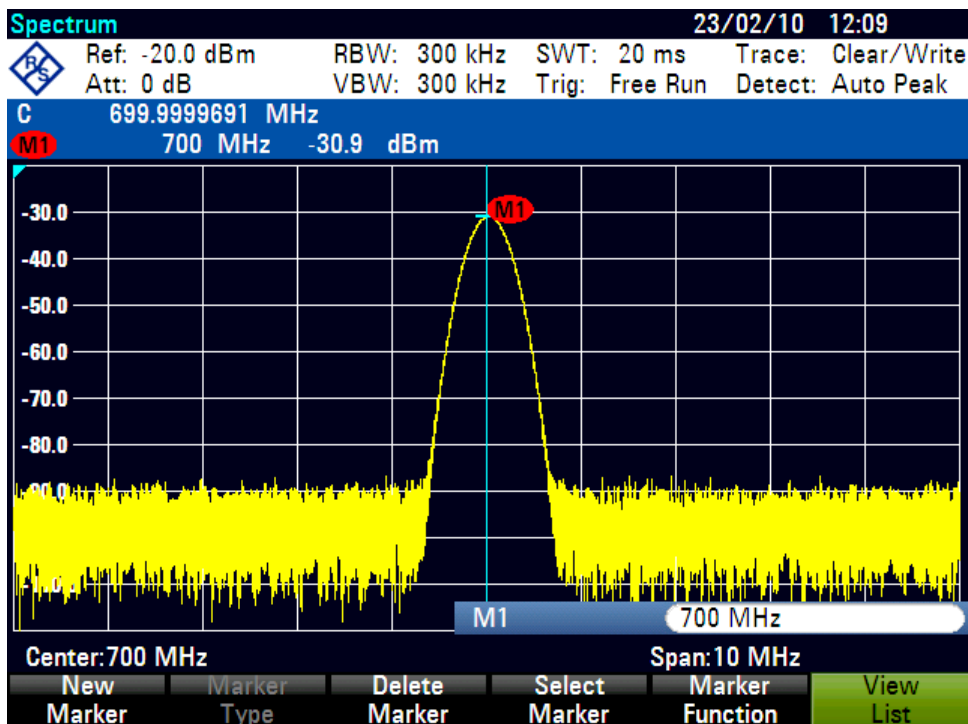 Spectrum 23/02/10 12:09
R&S Ref: -20.0 dBm RBW: 300 kHz SWT: 20 ms Trace: Clear/Write
Att: 0 dB VBW: 300 kHz Trig: Free Run Detect: Auto Peak
C 699.9999691 MHz
M1 700 MHz -30.9 dBm
M1
-30.0
-40.0
-50.0
-60.0
-70.0
-80.0
M1 700 MHz
Center:700 MHz Span:10 MHz
New Marker Delete Select Marker View
Marker Type Marker Marker Function List